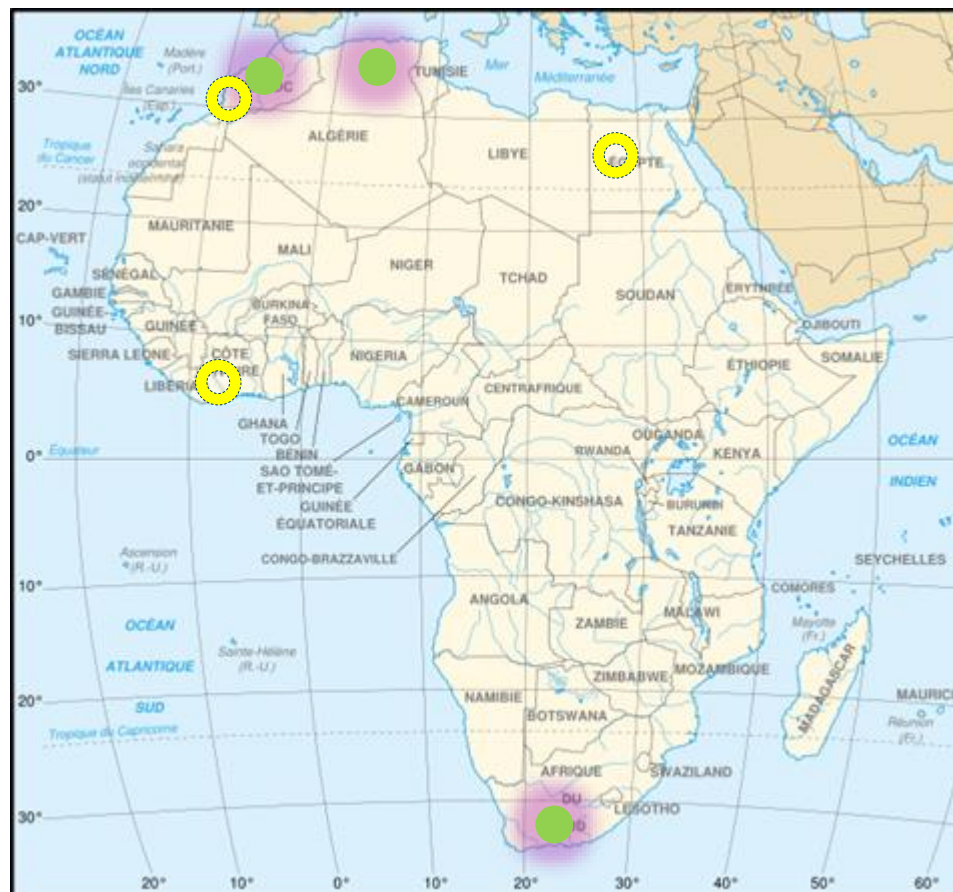 OCÉAN
ATLANTIQUE
NORD
Madère
(Port.)
Îles Canaries
(Esp.)
30°
Tropique
du Cancer
Sahara
occidental
(statut indéterminé)
TUNISIE
Mer
Méditerranée
ALGÉRIE
LIBYE
20°
MAURITANIE
MALI
NIGER
TCHAD
SOUDAN
ÉRYTHRÉE
CAP-VERT
SÉNÉGAL
GAMBIE
GUINÉE-
BISSAU
BURKINA
FASO
10°
GUINÉE
SIERRA LEONE
CÔTE
LIBÉRIA
NIGERIA
DJIBOUTI
SOMALIE
ÉTHIOPIE
CENTRAFRIQUE
CAMEROUN
GHANA
TOGO
BÉNIN
SAO TOMÉ-
ET-PRINCIPE
GUINÉE
ÉQUATORIALE
Équateur
0°
GABON
OUGANDA
RWANDA
KENYA
OCÉAN
INDIEN
CONGO-KINSHASA
BURUNDI
TANZANIE
CONGO-BRAZZAVILLE
Ascension
(R.-U.)
SEYCHELLES
10°
COMORES
ANGOLA
MALAWI
ZAMBIE
Mayotte
(Fr.)
OCÉAN
ATLANTIQUE
SUD
Sainte-Hélène
(R.-U.)
ZIMBABWE
MOZAMBIQUE
MADAGASCAR
20°
NAMIBIE
BOTSWANA
MAURIC
Réunion
(Fr.)
Tropique du Capricorne
AFRIQUE
DU
SWAZILAND
LESOTHO
30°
20°
10°
0°
10°
20°
30°
40°
50°
60°